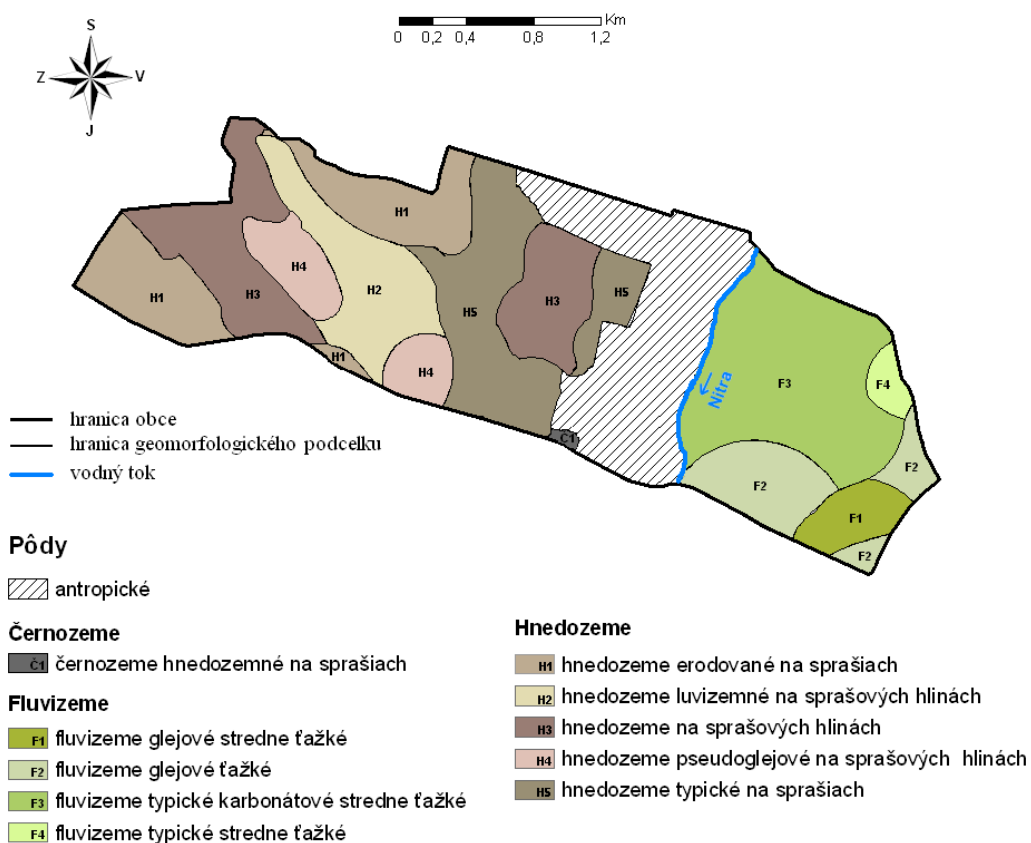 Km
0 0,2 0,4 0,8 1,2
S
Z V
J
H1
H4
H3
H1
H2
H5
H3
H5
H1
H4
Č1
Nitra
F3
F4
F2
F2
F1
F2
hranica obce
hranica geomorfologického podcelku
vodný tok
Pôdy
antropické
Černozeme
Č1 černozeme hnedozemné na sprašiach
Fluvizeme
F1 fluvizeme glejové stredne ťažké
F2 fluvizeme glejové ťažké
F3 fluvizeme typické karbonátové stredne ťažké
F4 fluvizeme typické stredne ťažké
Hnedozeme
H1 hnedozeme erodované na sprašiach
H2 hnedozeme luvizemné na sprašových hlinách
H3 hnedozeme na sprašových hlinách
H4 hnedozeme pseudoglejové na sprašových hlinách
H5 hnedozeme typické na sprašiach